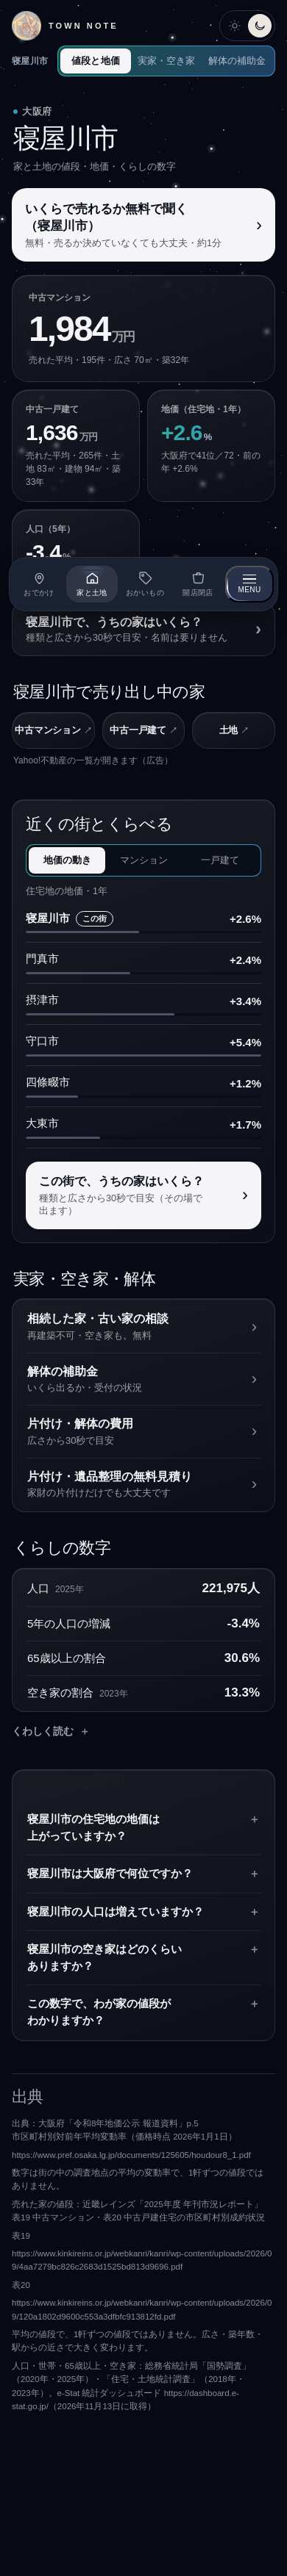 TOWN NOTE
寝屋川市
値段と地価
実家・空き家
解体の補助金
大阪府
寝屋川市
家と土地の値段・地価・くらしの数字
いくらで売れるか無料で聞く
（寝屋川市）
無料・売るか決めていなくても大丈夫・約1分
›
中古マンション
1,984万円
売れた平均・195件・広さ 70㎡・築32年
中古一戸建て
1,636万円
売れた平均・265件・土
地 83㎡・建物 94㎡・築
33年
地価（住宅地・1年）
+2.6%
大阪府で41位／72・前の
年 +2.6%
人口（5年）
-3.4%
おでかけ
家と土地
おかいもの
開店閉店
MENU
寝屋川市で、うちの家はいくら？
種類と広さから30秒で目安・名前は要りません
›
寝屋川市で売り出し中の家
中古マンション ↗
中古一戸建て ↗
土地 ↗
Yahoo!不動産の一覧が開きます（広告）
近くの街とくらべる
地価の動き
マンション
一戸建て
住宅地の地価・1年
寝屋川市 この街 +2.6%
門真市 +2.4%
摂津市 +3.4%
守口市 +5.4%
四條畷市 +1.2%
大東市 +1.7%
この街で、うちの家はいくら？
種類と広さから30秒で目安（その場で
出ます）
›
実家・空き家・解体
相続した家・古い家の相談
再建築不可・空き家も。無料
›
解体の補助金
いくら出るか・受付の状況
›
片付け・解体の費用
広さから30秒で目安
›
片付け・遺品整理の無料見積り
家財の片付けだけでも大丈夫です
›
くらしの数字
人口 2025年 221,975人
5年の人口の増減 -3.4%
65歳以上の割合 30.6%
空き家の割合 2023年 13.3%
くわしく読む +
寝屋川市の住宅地の地価は
上がっていますか？ +
寝屋川市は大阪府で何位ですか？ +
寝屋川市の人口は増えていますか？ +
寝屋川市の空き家はどのくらい
ありますか？ +
この数字で、わが家の値段が
わかりますか？ +
出典
出典：大阪府「令和8年地価公示 報道資料」p.5
市区町村別対前年平均変動率（価格時点 2026年1月1日）
https://www.pref.osaka.lg.jp/documents/125605/houdour8_1.pdf
数字は街の中の調査地点の平均の変動率で、1軒ずつの値段では
ありません。
売れた家の値段：近畿レインズ「2025年度 年刊市況レポート」
表19 中古マンション・表20 中古戸建住宅の市区町村別成約状況
表19
https://www.kinkireins.or.jp/webkanri/kanri/wp-content/uploads/2026/0
9/4aa7279bc826c2683d1525bd813d9696.pdf
表20
https://www.kinkireins.or.jp/webkanri/kanri/wp-content/uploads/2026/0
9/120a1802d9600c553a3dfbfc913812fd.pdf
平均の値段で、1軒ずつの値段ではありません。広さ・築年数・
駅からの近さで大きく変わります。
人口・世帯・65歳以上・空き家：総務省統計局「国勢調査」
（2020年・2025年）・「住宅・土地統計調査」（2018年・
2023年）。e-Stat 統計ダッシュボード https://dashboard.e-
stat.go.jp/（2026年11月13日に取得）